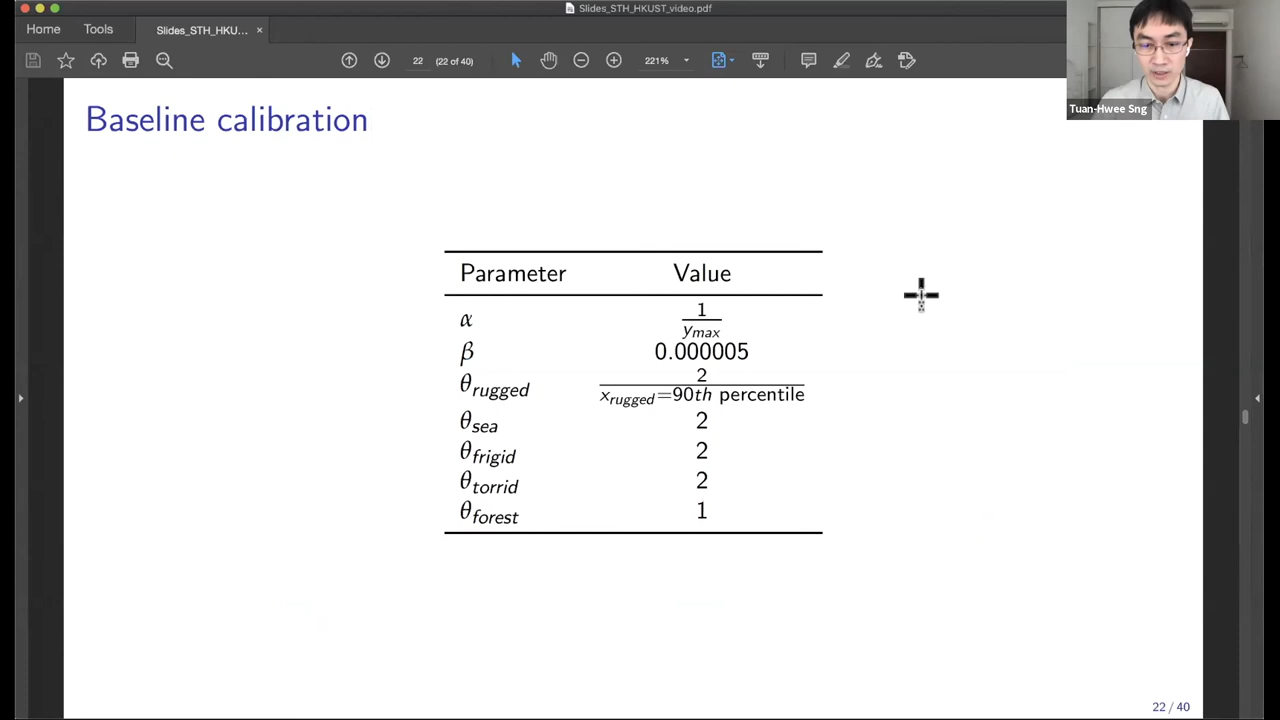 Slides_STH_HKUST_video.pdf
Home Tools Slides_STH_HKU... ×
22 (22 of 40) 221%
Tuan-Hwee Sng
Baseline calibration
Parameter Value
α 1/y_max
β 0.000005
θ_rugged 2/x_rugged=90th percentile
θ_sea 2
θ_frigid 2
θ_torrid 2
θ_forest 1
22 / 40